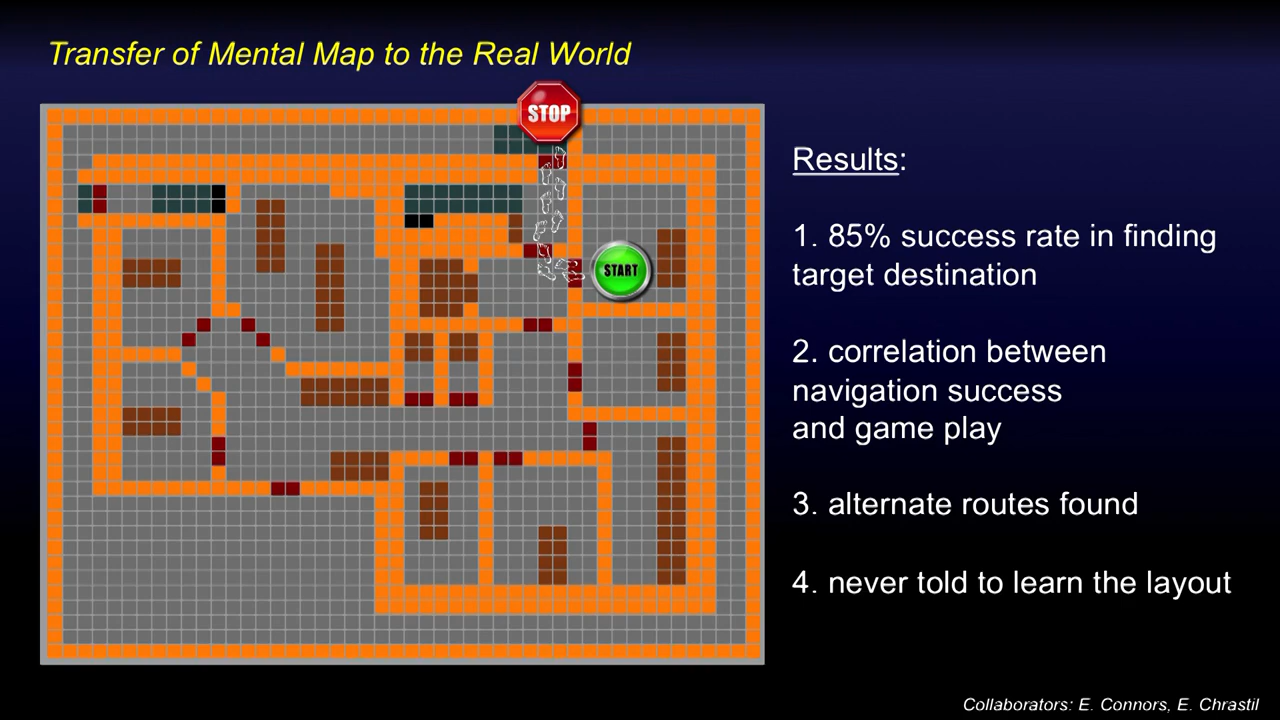 Transfer of Mental Map to the Real World
STOP
START
Results:
1. 85% success rate in finding
target destination
2. correlation between
navigation success
and game play
3. alternate routes found
4. never told to learn the layout
Collaborators: E. Connors, E. Chrastil